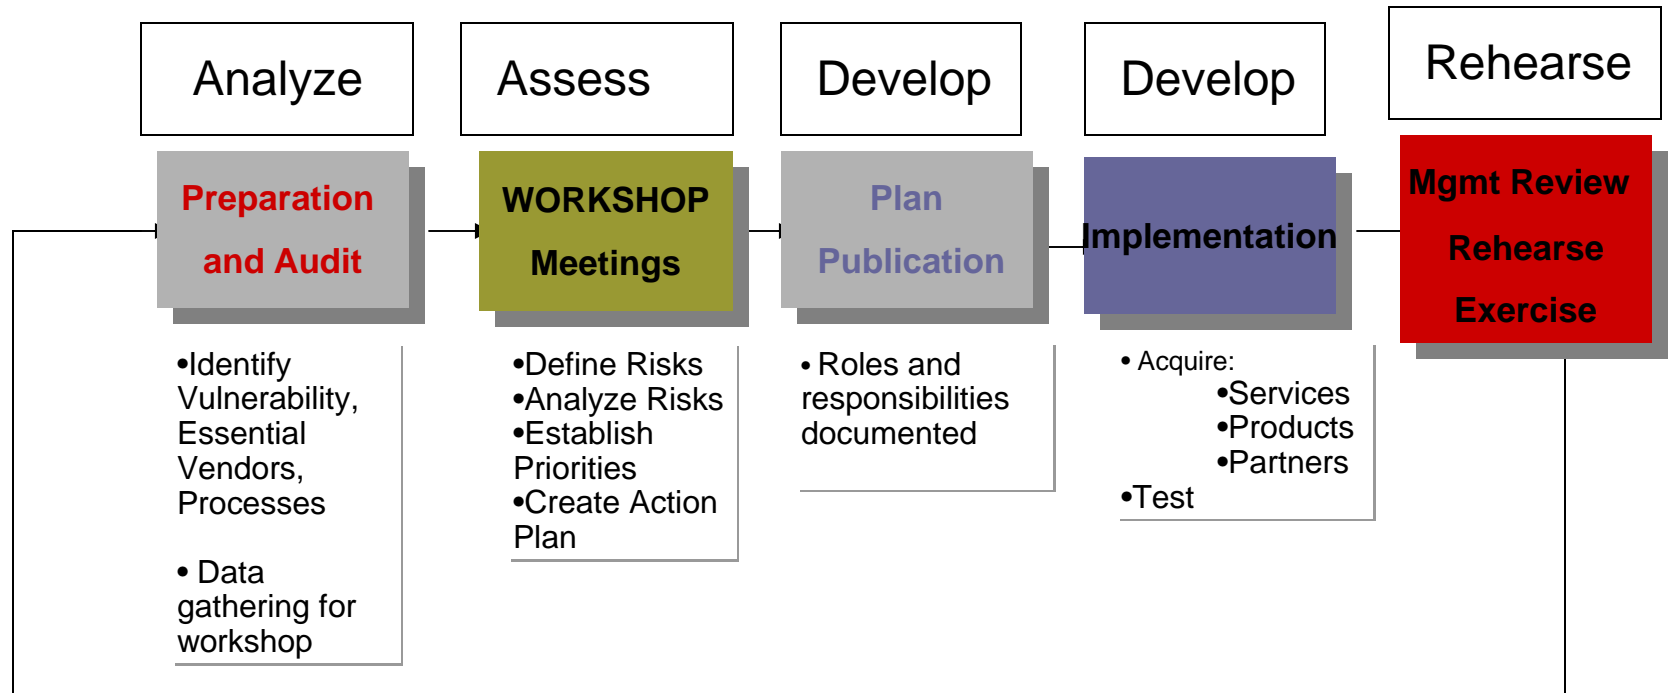 Analyze
Assess
Develop
Develop
Rehearse
Preparation
and Audit
WORKSHOP
Meetings
Plan
Publication
Implementation
Mgmt Review
Rehearse
Exercise
•Identify
Vulnerability,
Essential
Vendors,
Processes
• Data
gathering for
workshop
•Define Risks
•Analyze Risks
•Establish
Priorities
•Create Action
Plan
• Roles and
responsibilities
documented
• Acquire:
•Services
•Products
•Partners
•Test